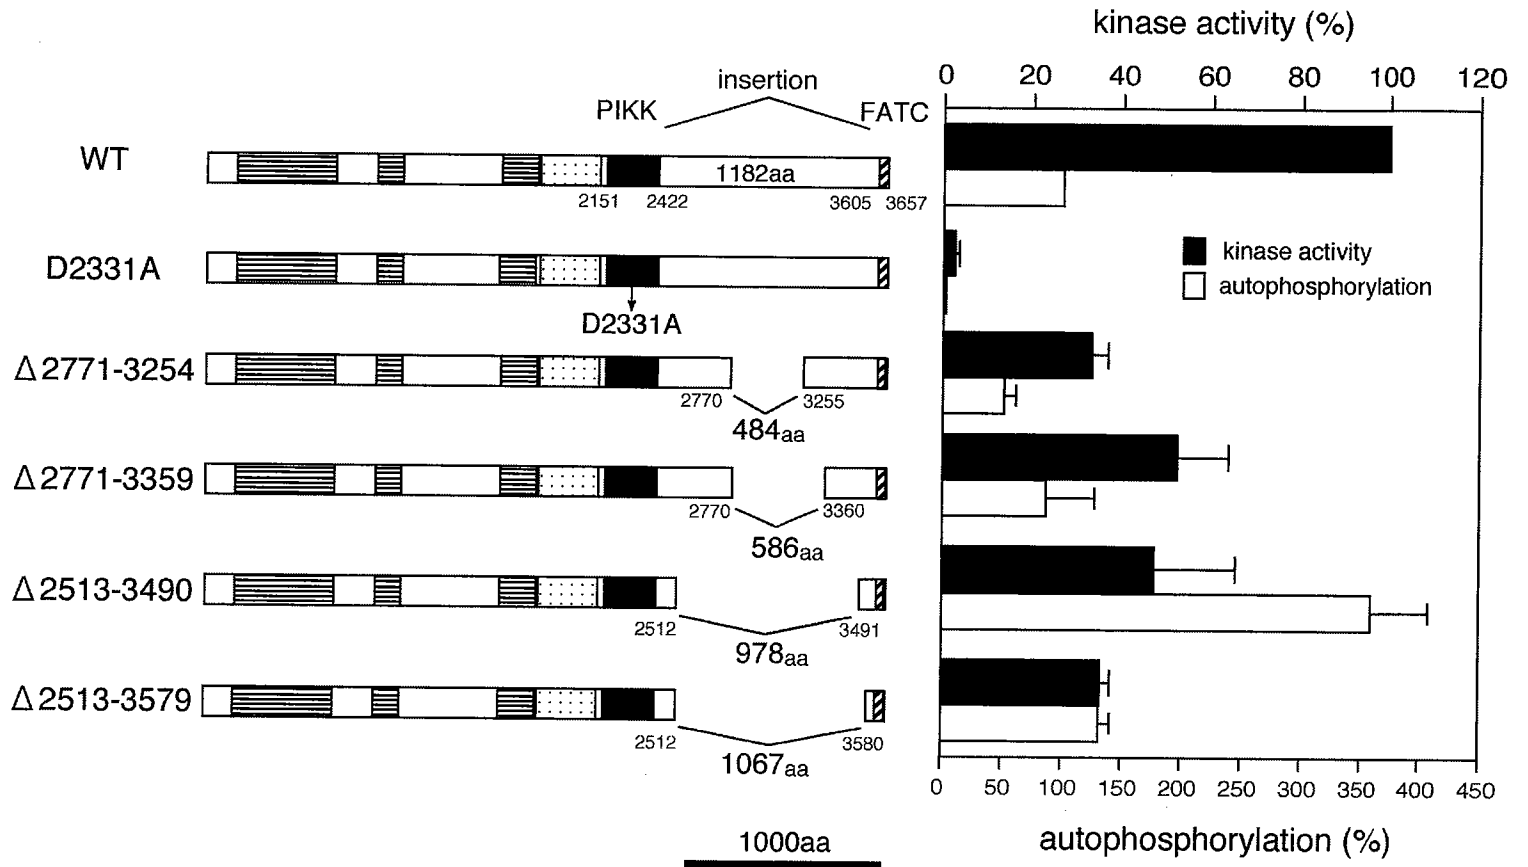 kinase activity (%)
0 20 40 60 80 100 120
insertion
PIKK FATC
WT
1182aa
2151 2422 3605 3657
D2331A
D2331A
kinase activity
autophosphorylation
Δ2771-3254
2770 3255
484aa
Δ2771-3359
2770 3360
586aa
Δ2513-3490
2512 3491
978aa
Δ2513-3579
2512 3580
1067aa
0 50 100 150 200 250 300 350 400 450
autophosphorylation (%)
1000aa